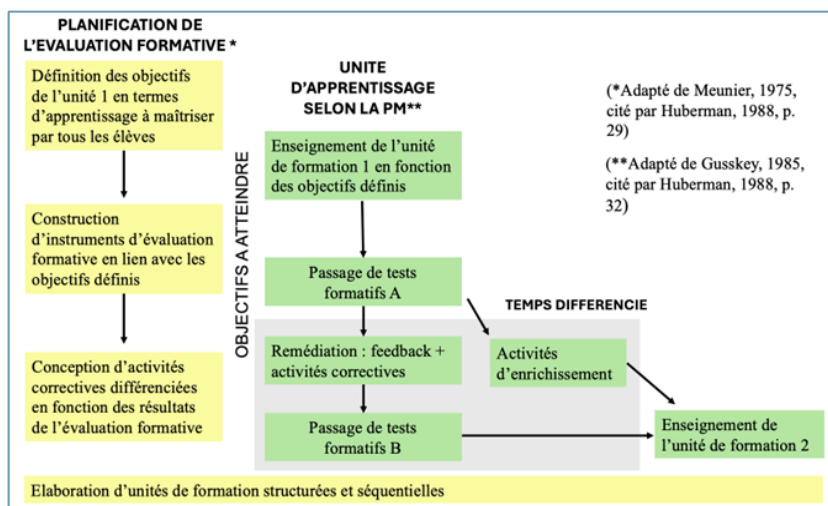 PLANIFICATION DE
L'EVALUATION FORMATIVE *
Définition des objectifs
de l'unité 1 en termes
d'apprentissage à maîtriser
par tous les élèves
Construction
d'instruments d'évaluation
formative en lien avec les
objectifs définis
Conception d'activités
correctives différenciées
en fonction des résultats
de l'évaluation formative
OBJECTIFS A ATTEINDRE
UNITE
D'APPRENTISSAGE
SELON LA PM**
Enseignement de l'unité
de formation 1 en fonction
des objectifs définis
Passage de tests
formatifs A
TEMPS DIFFERENCIE
Remédiation : feedback +
activités correctives
Activités
d'enrichissement
Passage de tests
formatifs B
Enseignement de
l'unité de formation 2
(*Adapté de Meunier, 1975,
cité par Huberman, 1988, p.
29)
(**Adapté de Gusskey, 1985,
cité par Huberman, 1988, p.
32)
Elaboration d'unités de formation structurées et séquentielles